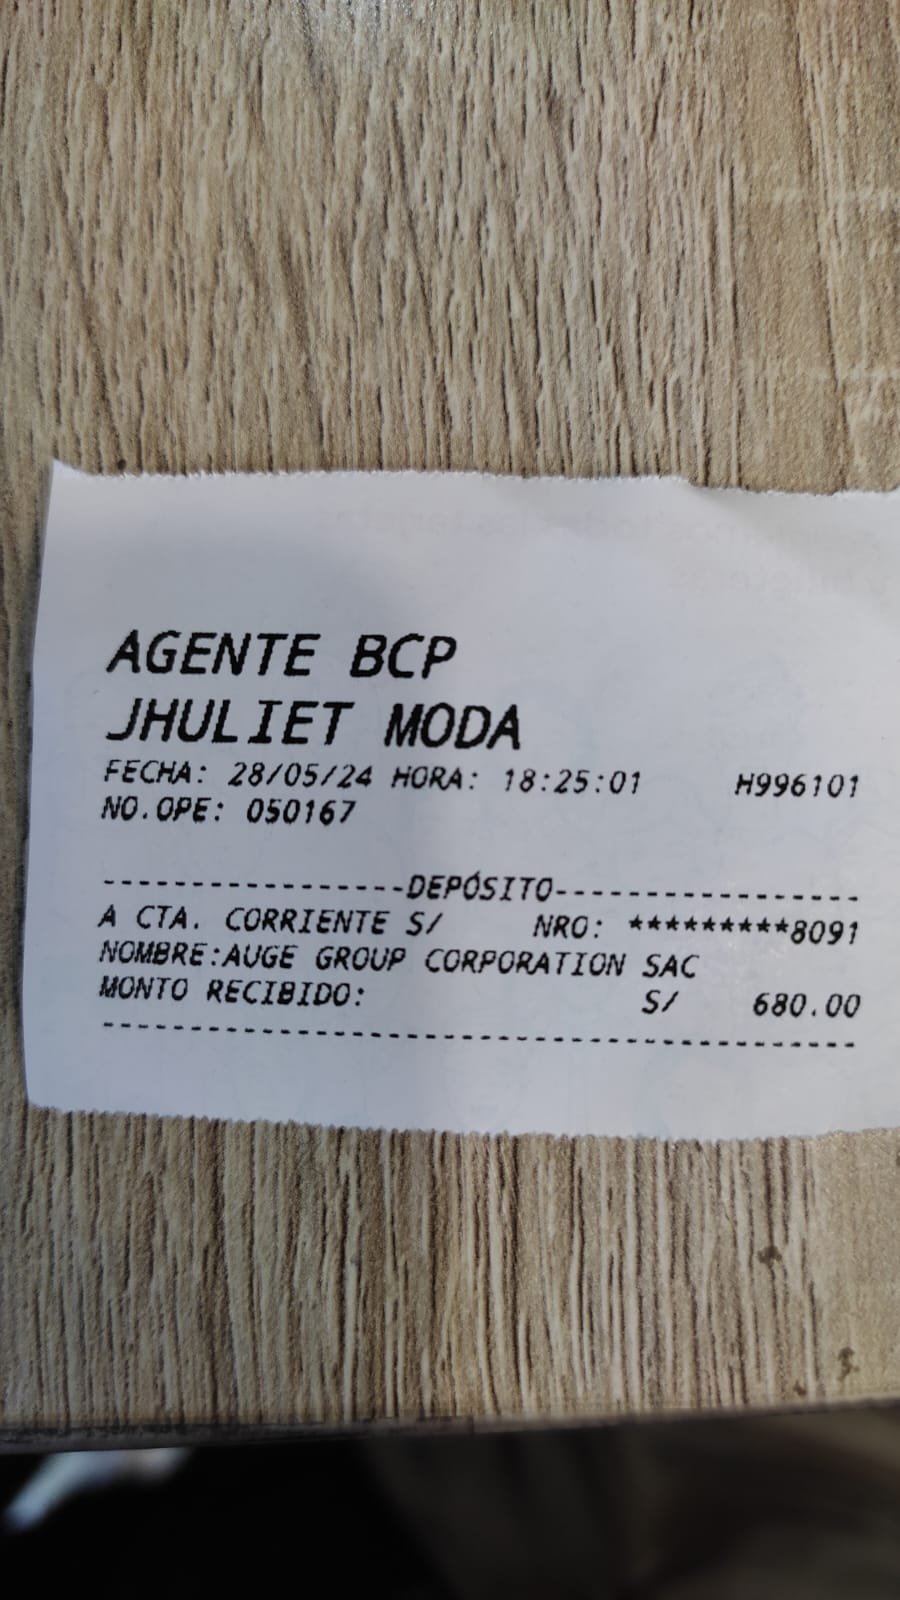 AGENTE BCP
JHULIET MODA
FECHA: 28/05/24 HORA: 18:25:01 H996101
NO.OPE: 050167
-----------------DEPÓSITO-----------------
A CTA. CORRIENTE S/ NRO: *********8091
NOMBRE:AUGE GROUP CORPORATION SAC
MONTO RECIBIDO: S/ 680.00
------------------------------------------